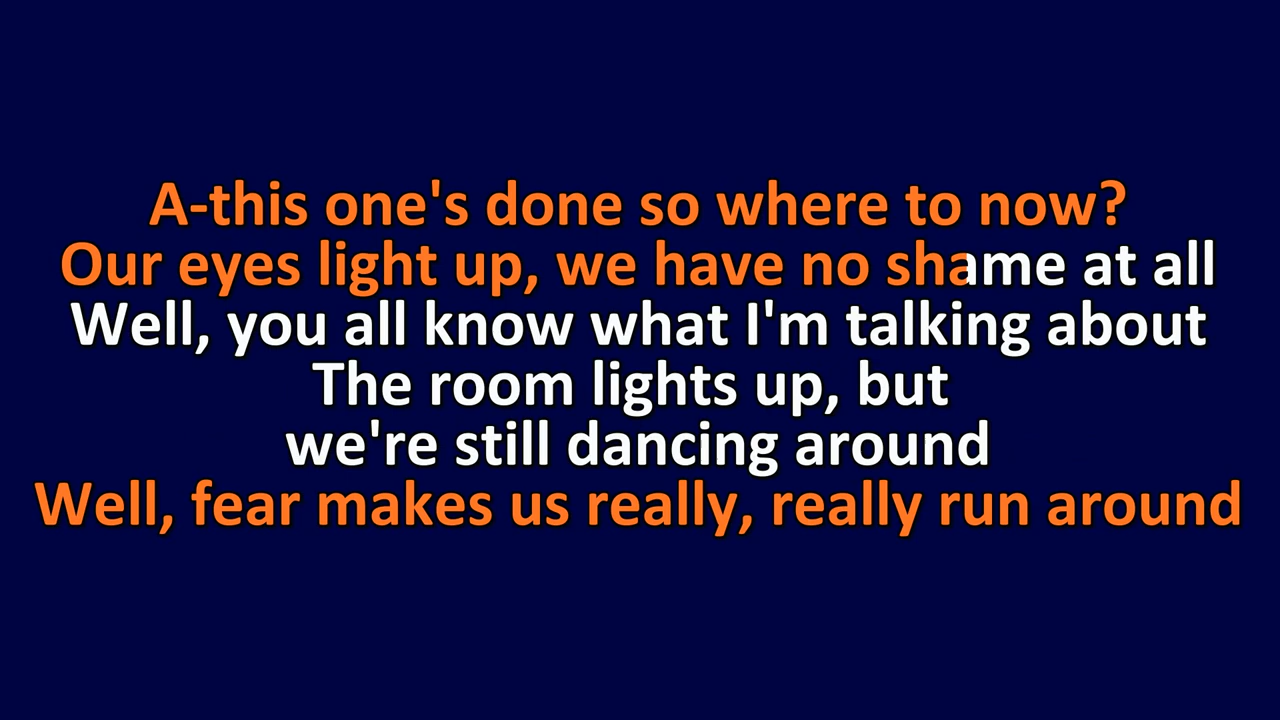 A-this one's done so where to now?
Our eyes light up, we have no shame at all
Well, you all know what I'm talking about
The room lights up, but
we're still dancing around
Well, fear makes us really, really run around